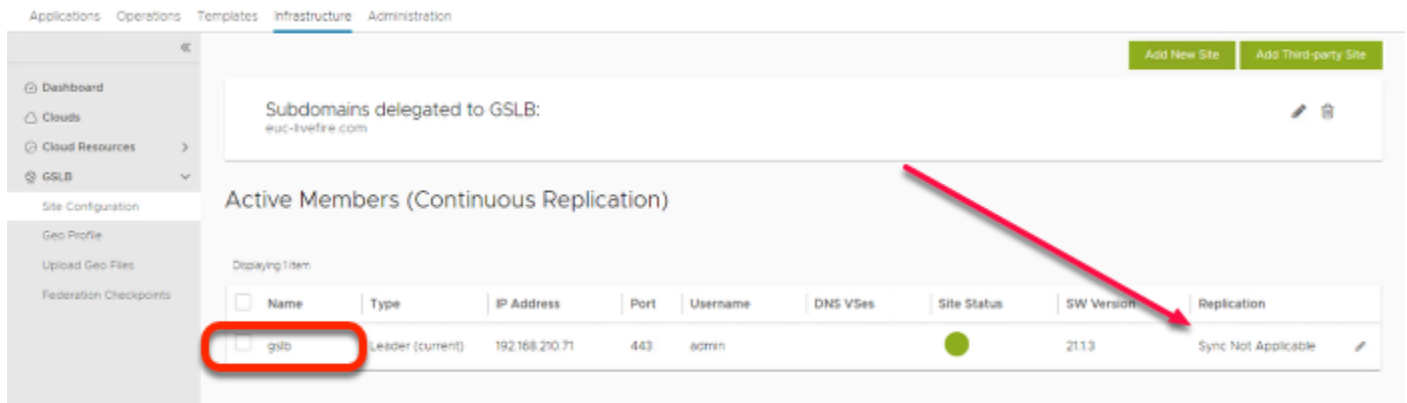 Applications Operations Templates Infrastructure Administration
Add New Site Add Third-party Site
Dashboard
Subdomains delegated to GSLB:
euc-livefire.com
Clouds
Cloud Resources
GSLB
Site Configuration
Active Members (Continuous Replication)
Geo Profile
Upload Geo Files
Displaying 1 item
Federation Checkpoints
Name Type IP Address Port Username DNS VSes Site Status SW Version Replication
gslb Leader (current) 192.168.210.71 443 admin 21.1.3 Sync Not Applicable